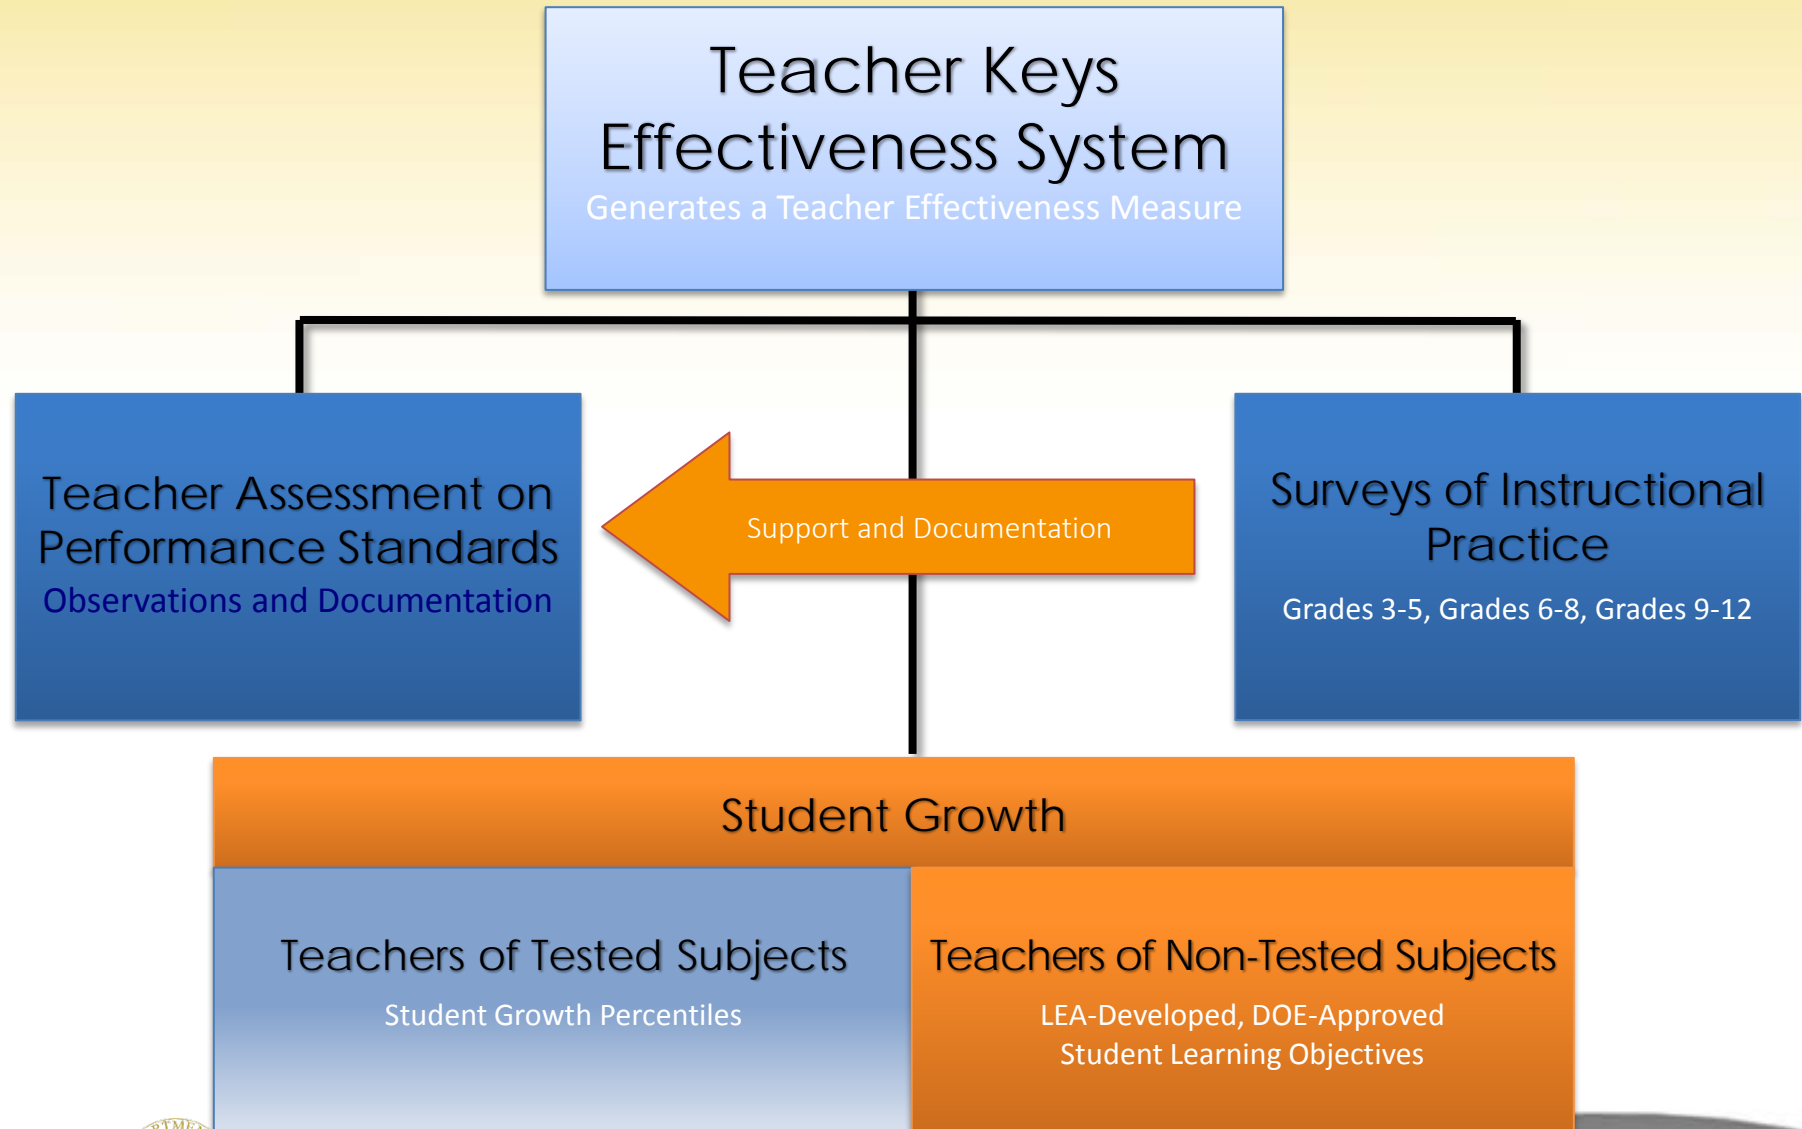 Teacher Keys
Effectiveness System
Generates a Teacher Effectiveness Measure
Teacher Assessment on
Performance Standards
Observations and Documentation
Support and Documentation
Surveys of Instructional
Practice
Grades 3-5, Grades 6-8, Grades 9-12
Student Growth
Teachers of Tested Subjects
Student Growth Percentiles
Teachers of Non-Tested Subjects
LEA-Developed, DOE-Approved
Student Learning Objectives